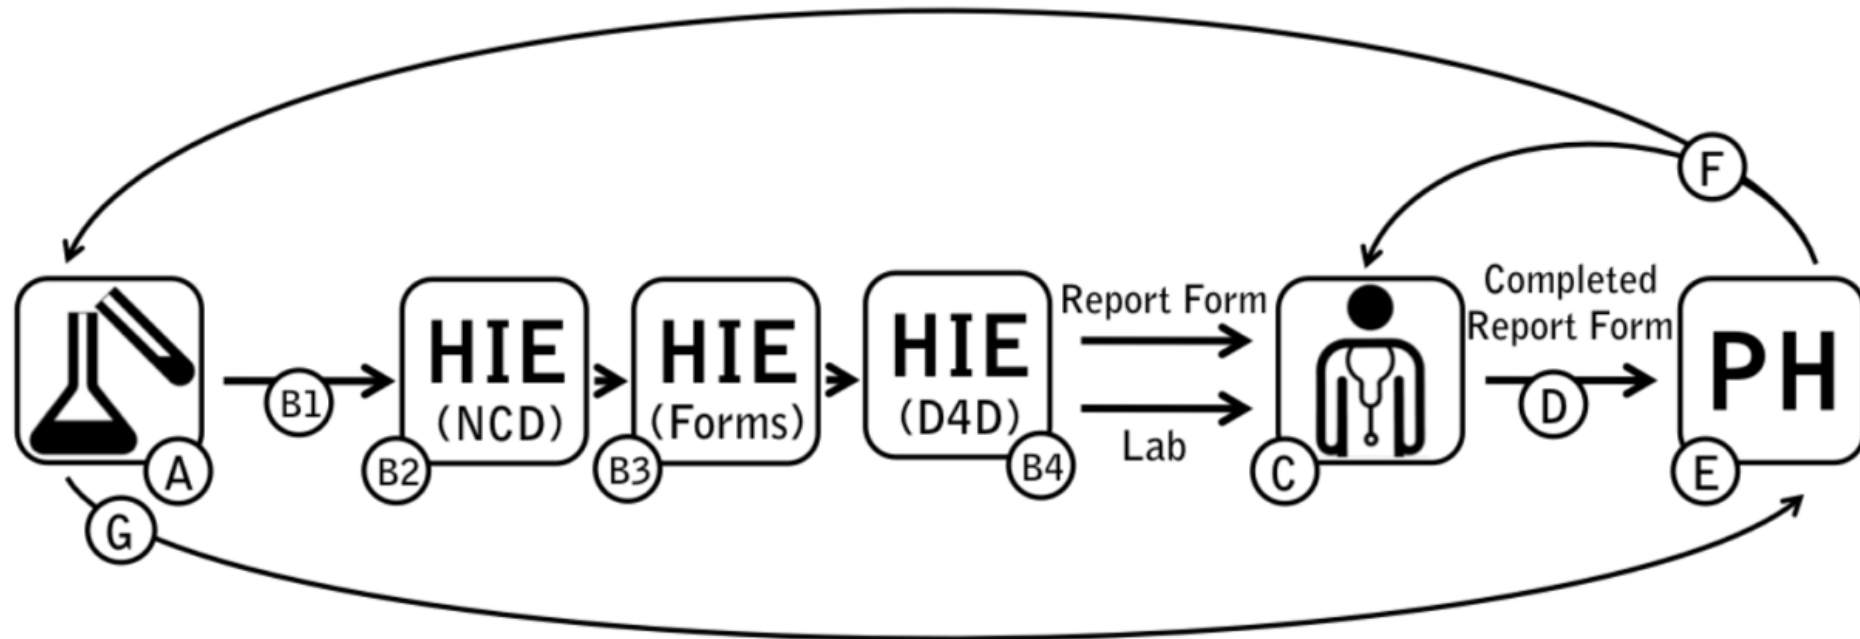 F
Completed
Report Form
Report Form
HIE
(NCD)
HIE
(Forms)
HIE
(D4D)
PH
B1
D
Lab
A
B2
B3
B4
C
E
G